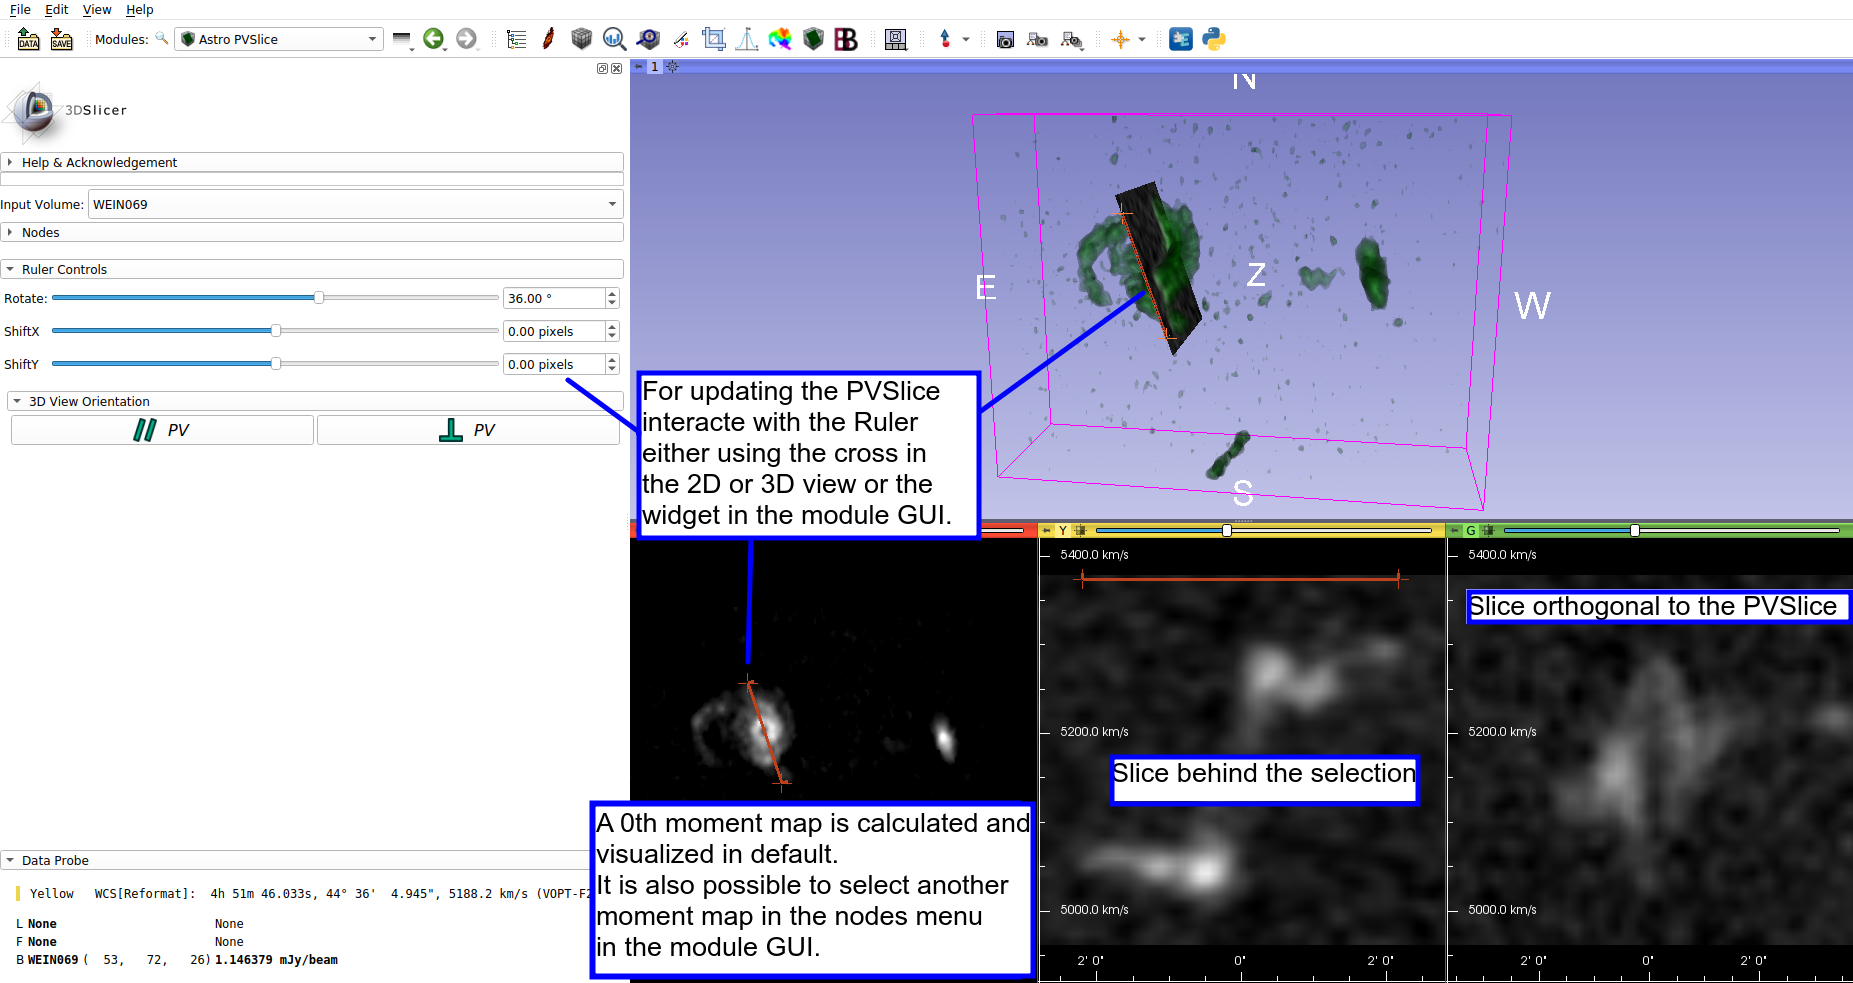 File Edit View Help
DATA SAVE Modules: Astro PVSlice
1
3DSlicer
Help & Acknowledgement
Input Volume: WEIN069
Nodes
Ruler Controls
Rotate: 36.00 °
ShiftX 0.00 pixels
ShiftY 0.00 pixels
3D View Orientation
PV
PV
N
E
Z
W
S
For updating the PVSlice
interacte with the Ruler
either using the cross in
the 2D or 3D view or the
widget in the module GUI.
Y
G
5400.0 km/s
5200.0 km/s
5000.0 km/s
2' 0"
0"
2' 0"
Slice behind the selection
5400.0 km/s
5200.0 km/s
5000.0 km/s
2' 0"
0"
2' 0"
Slice orthogonal to the PVSlice
A 0th moment map is calculated and
visualized in default.
It is also possible to select another
moment map in the nodes menu
in the module GUI.
Data Probe
Yellow WCS[Reformat]: 4h 51m 46.033s, 44° 36' 4.945", 5188.2 km/s (VOPT-F2
L None None
F None None
B WEIN069 ( 53, 72, 26) 1.146379 mJy/beam